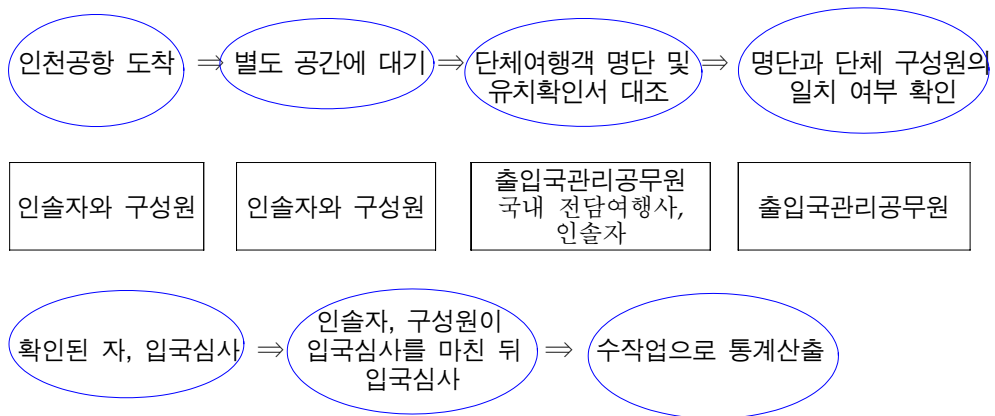 인천공항 도착 ⇒ 별도 공간에 대기 ⇒ 단체여행객 명단 및 ⇒ 명단과 단체 구성원의
유치확인서 대조
일치 여부 확인
인솔자와 구성원
인솔자와 구성원
출입국관리공무원
국내 전담여행사,
인솔자
출입국관리공무원
확인된 자, 입국심사 ⇒
인솔자, 구성원이
입국심사를 마친 뒤
입국심사
⇒ 수작업으로 통계산출